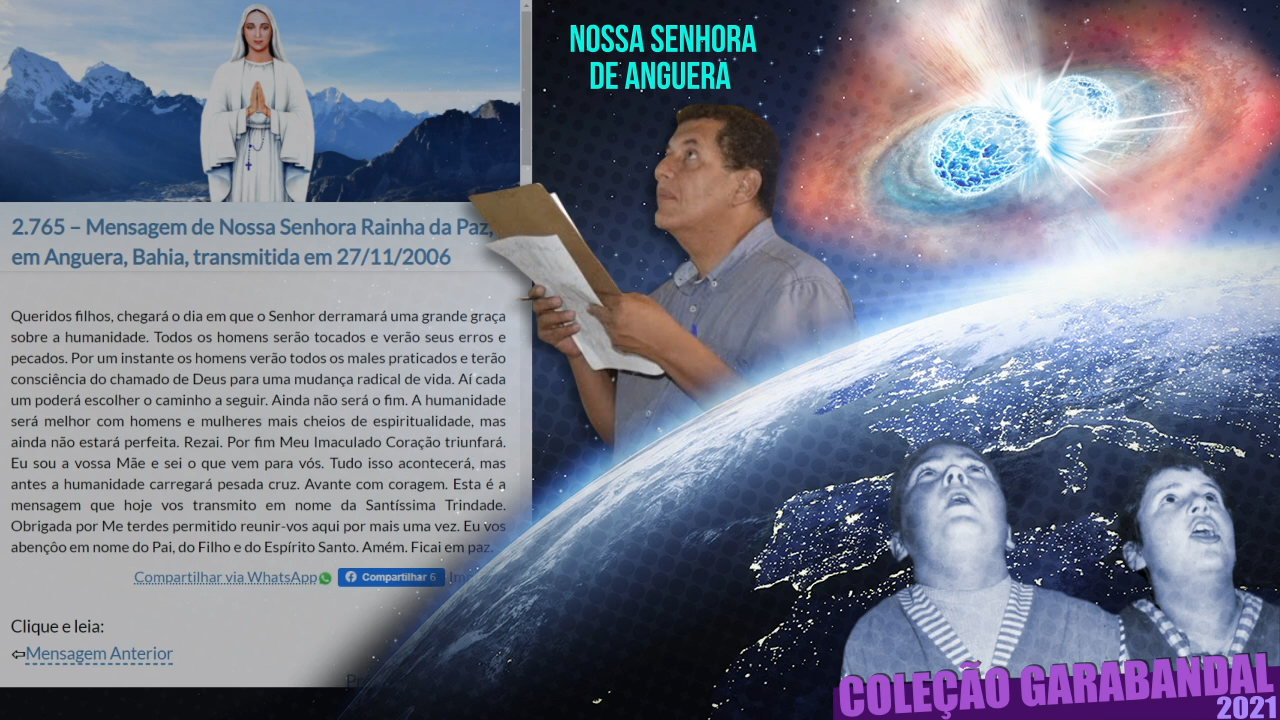 NOSSA SENHORA
DE ANGUERA
2.765 – Mensagem de Nossa Senhora Rainha da Paz,
em Anguera, Bahia, transmitida em 27/11/2006
Queridos filhos, chegará o dia em que o Senhor derramará uma grande graça
sobre a humanidade. Todos os homens serão tocados e verão seus erros e
pecados. Por um instante os homens verão todos os males praticados e terão
consciência do chamado de Deus para uma mudança radical de vida. Aí cada
um poderá escolher o caminho a seguir. Ainda não será o fim. A humanidade
será melhor com homens e mulheres mais cheios de espiritualidade, mas
ainda não estará perfeita. Rezai. Por fim Meu Imaculado Coração triunfará.
Eu sou a vossa Mãe e sei o que vem para vós. Tudo isso acontecerá, mas
antes a humanidade carregará pesada cruz. Avante com coragem. Esta é a
mensagem que hoje vos transmito em nome da Santíssima Trindade.
Obrigada por Me terdes permitido reunir-vos aqui por mais uma vez. Eu vos
abençôo em nome do Pai, do Filho e do Espírito Santo. Amém. Ficai em paz.
Compartilhar via WhatsApp Compartilhar 6
Clique e leia:
⇦Mensagem Anterior
COLEÇÃO GARABANDAL
2021